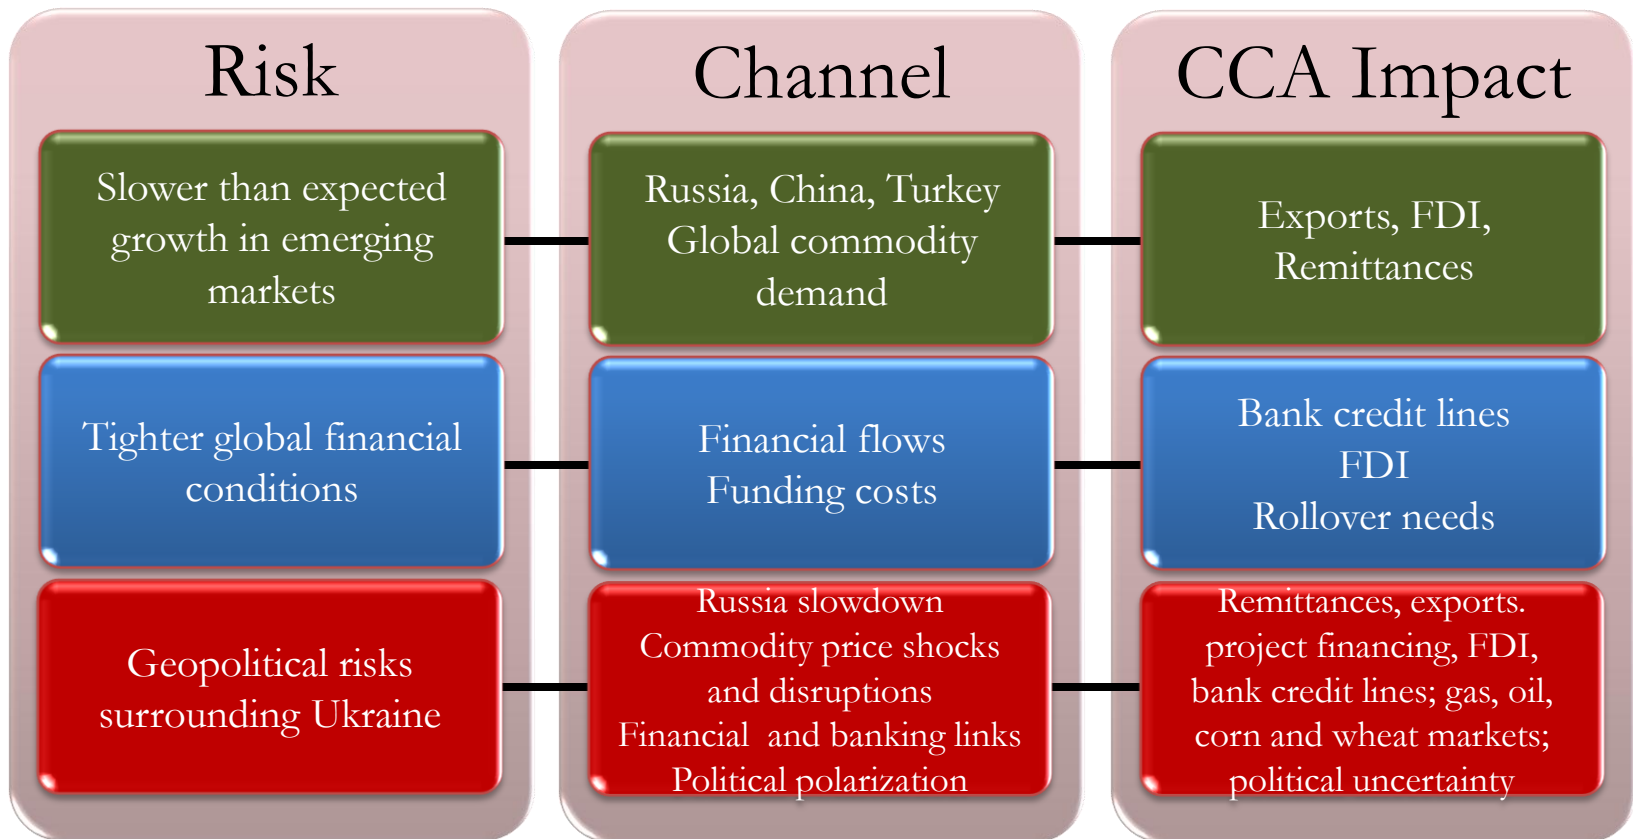 Risk
Slower than expected
growth in emerging
markets
Tighter global financial
conditions
Geopolitical risks
surrounding Ukraine
Channel
Russia, China, Turkey
Global commodity
demand
Financial flows
Funding costs
Russia slowdown
Commodity price shocks
and disruptions
Financial  and banking links
Political polarization
CCA Impact
Exports, FDI,
Remittances
Bank credit lines
FDI
Rollover needs
Remittances, exports.
project financing, FDI,
bank credit lines; gas, oil,
corn and wheat markets;
political uncertainty